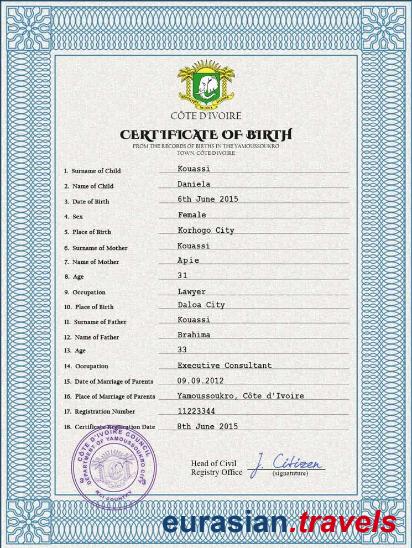 CÔTE D'IVOIRE
CERTIFICATE OF BIRTH
FROM THE RECORDS OF BIRTHS IN THE YAMOUSSOUKRO
TOWN, CÔTE D'IVOIRE
1. Surname of Child Kouassi
2. Name of Child Daniela
3. Date of Birth 6th June 2015
4. Sex Female
5. Place of Birth Korhogo City
6. Surname of Mother Kouassi
7. Name of Mother Apie
8. Age 31
9. Occupation Lawyer
10. Place of Birth Daloa City
11. Surname of Father Kouassi
12. Name of Father Brahima
13. Age 33
14. Occupation Executive Consultant
15. Date of Marriage of Parents 09.09.2012
16. Place of Marriage of Parents Yamoussoukro, Côte d'Ivoire
17. Registration Number 11223344
18. Certificate Registration Date 8th June 2015
CÔTE D'IVOIRE COUNCIL
DEPARTMENT OF YAMOUSSOUKRO
Head of Civil
Registry Office
J. Citizen
(signature)
eurasian.travels